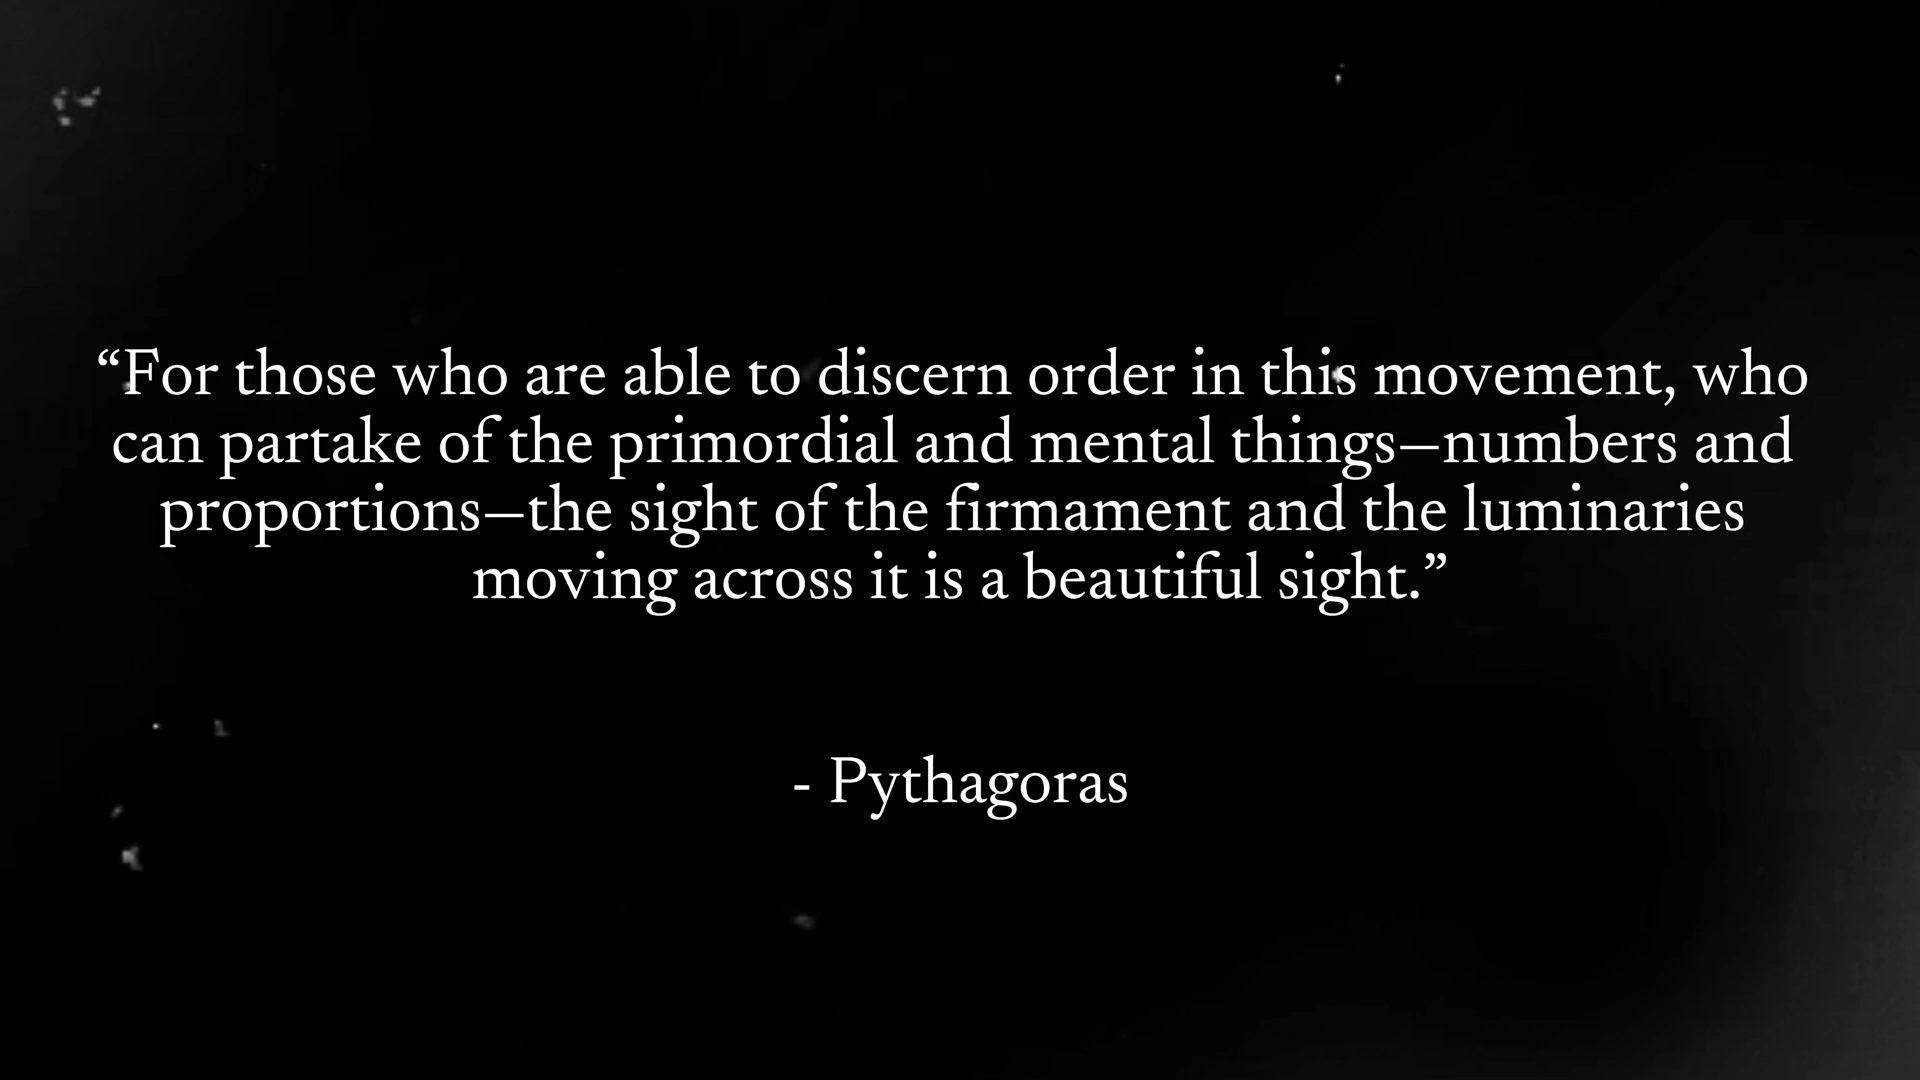 “For those who are able to discern order in this movement, who
can partake of the primordial and mental things—numbers and
proportions—the sight of the firmament and the luminaries
moving across it is a beautiful sight.”
- Pythagoras